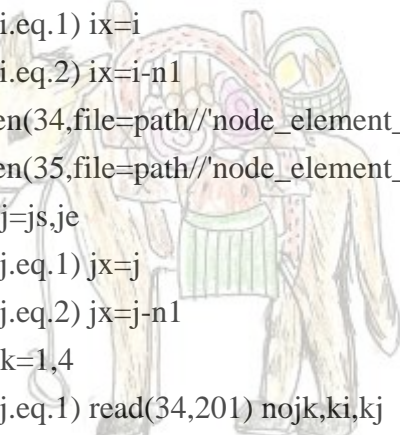 i.eq.1) ix=i
i.eq.2) ix=i-n1
en(34,file=path//'node_element_
en(35,file=path//'node_element_
j=js,je
j.eq.1) jx=j
j.eq.2) jx=j-n1
k=1,4
j.eq.1) read(34,201) nojk,ki,kj